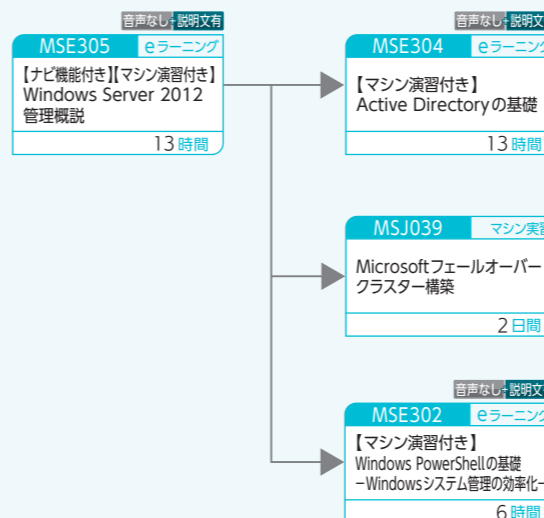 音声なし+説明文有
MSE305 eラーニング
【ナビ機能付き】【マシン演習付き】
Windows Server 2012
管理概説
13時間
音声なし+説明文
MSE304 eラーニング
【マシン演習付き】
Active Directoryの基礎
13時間
MSJ039 マシン実習
Microsoftフェールオーバー
クラスター構築
2日間
音声なし+説明文
MSE302 eラーニング
【マシン演習付き】
Windows PowerShellの基礎
－Windowsシステム管理の効率化－
6時間